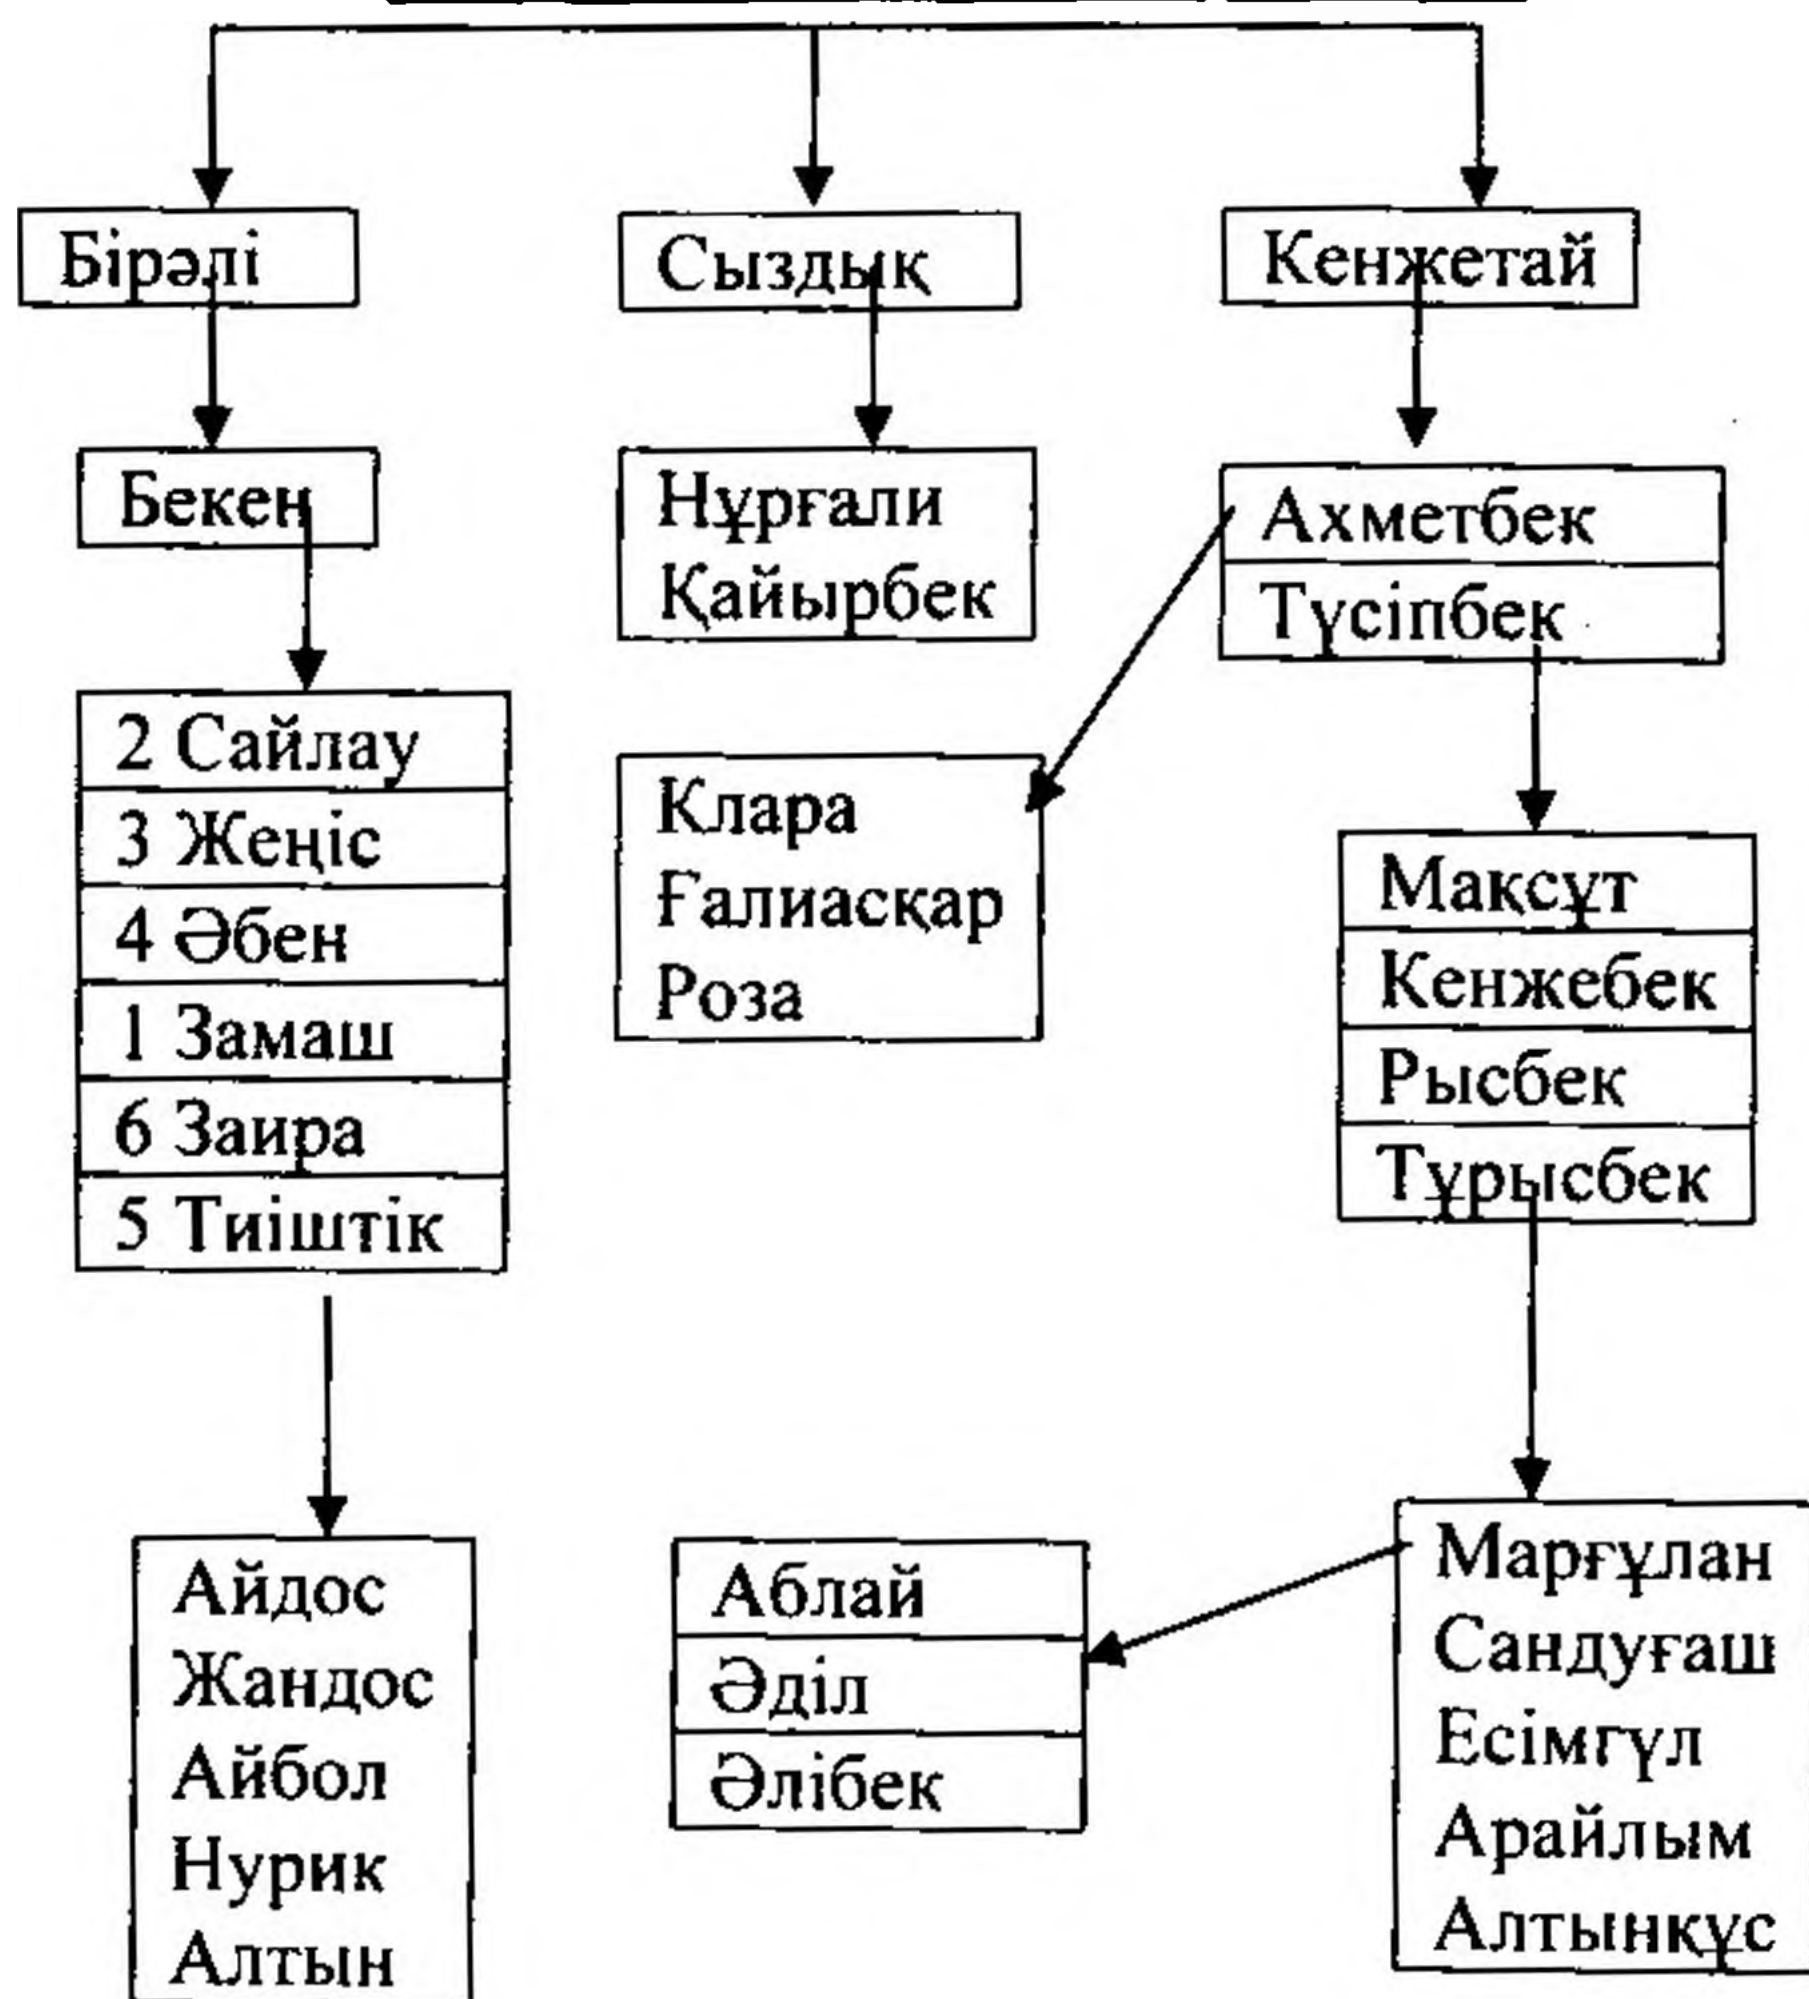 Бірәлі
Сыздық
Кенжетай
Бекен
Нұрғали
Қайырбек
Ахметбек
Түсіпбек
2 Сайлау
3 Жеңіс
4 Әбен
1 Замаш
6 Заира
5 Тиіштік
Клара
Ғалиасқар
Роза
Мақсұт
Кенжебек
Рысбек
Тұрысбек
Айдос
Жандос
Айбол
Нурик
Алтын
Аблай
Әділ
Әлібек
Марғұлан
Сандуғаш
Есімгүл
Арайлым
Алтынқұс